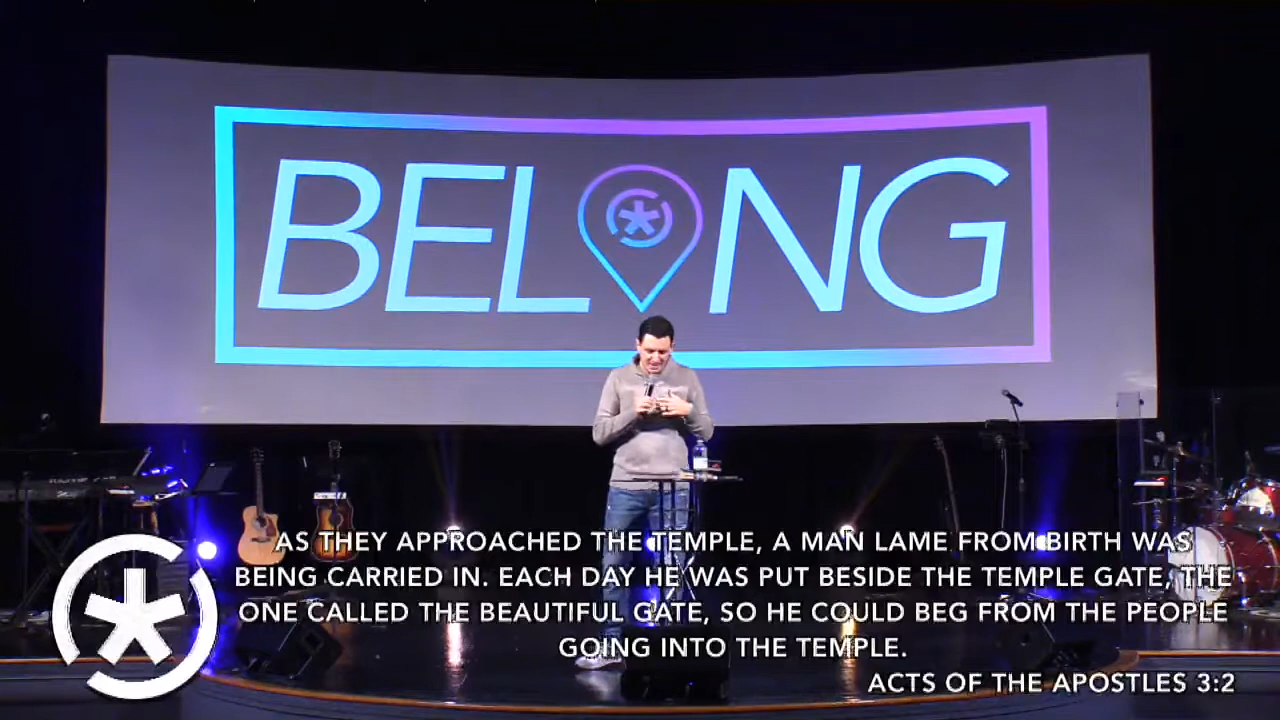 BELONG
AS THEY APPROACHED THE TEMPLE, A MAN LAME FROM BIRTH WAS
BEING CARRIED IN. EACH DAY HE WAS PUT BESIDE THE TEMPLE GATE, THE
ONE CALLED THE BEAUTIFUL GATE, SO HE COULD BEG FROM THE PEOPLE
GOING INTO THE TEMPLE.
ACTS OF THE APOSTLES 3:2